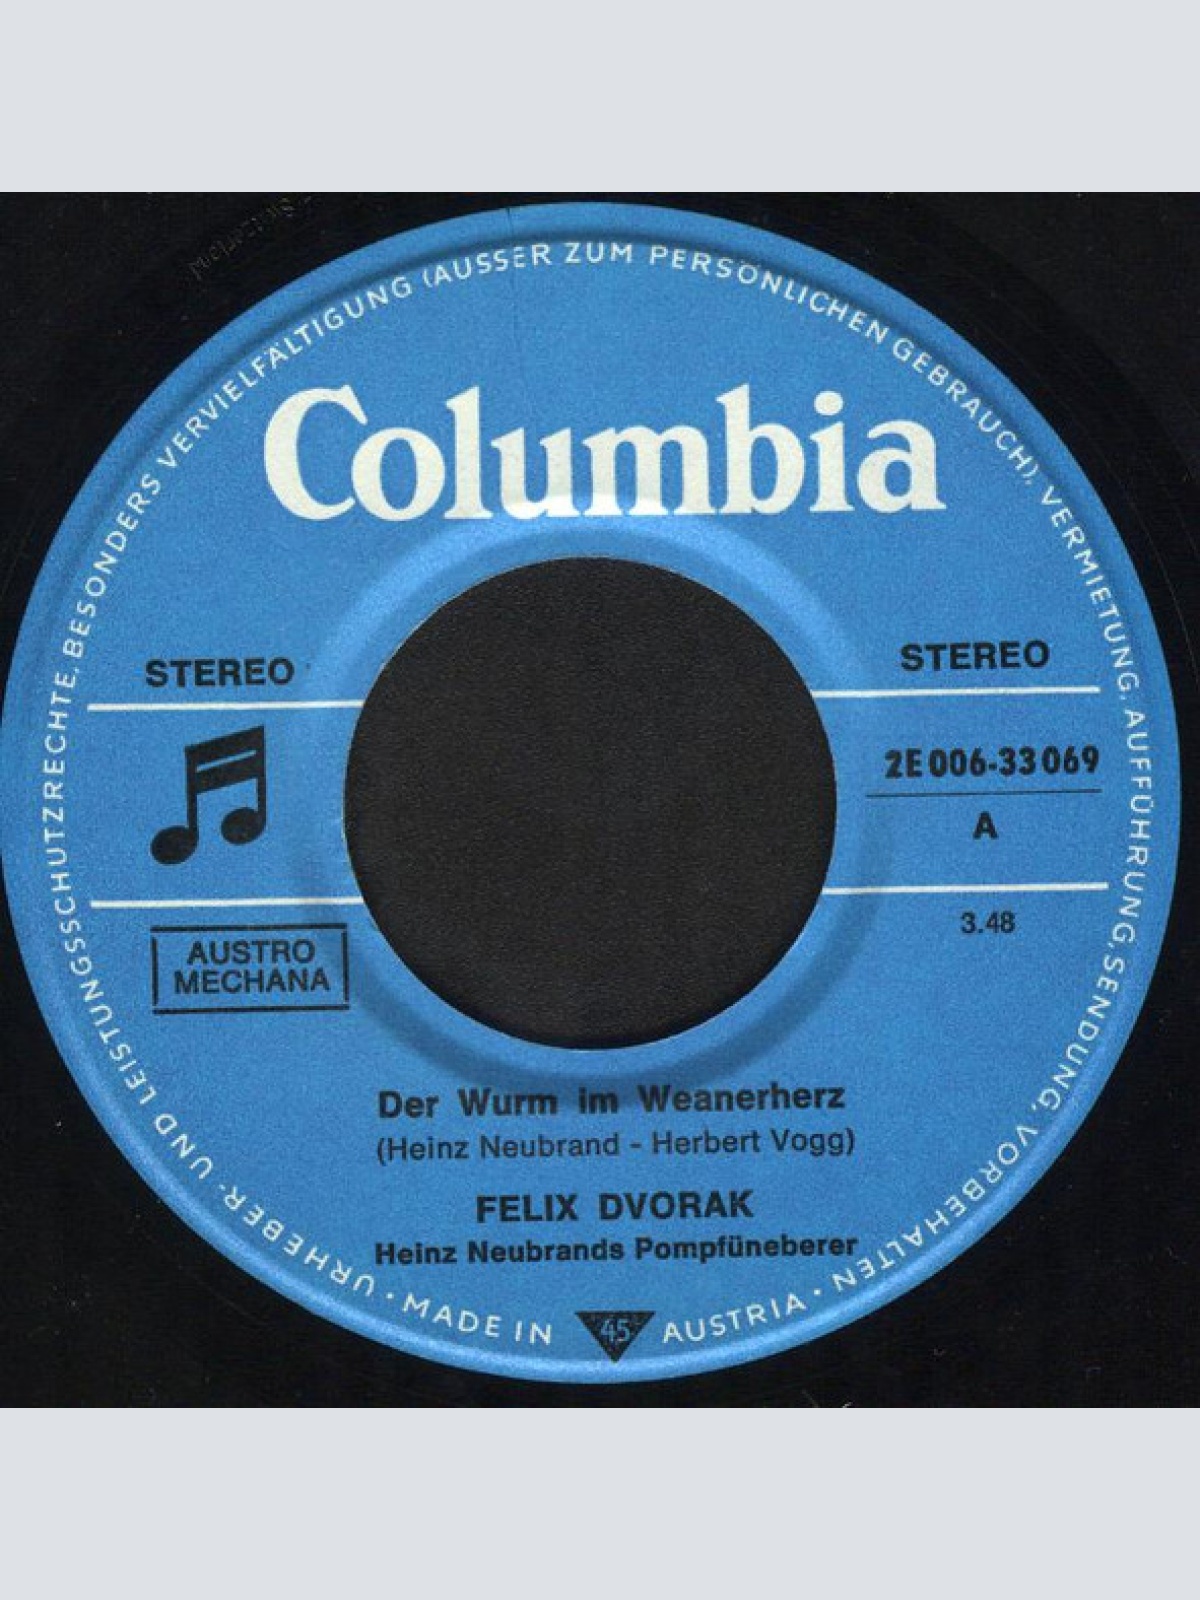 URHEBER- UND LEISTUNGSSCHUTZRECHTE, BESONDERS VERVIELFÄLTIGUNG (AUSSER ZUM PERSÖNLICHEN GEBRAUCH), VERMIETUNG, AUFFÜHRUNG, SENDUNG, VORBEHALTEN
Columbia
STEREO
STEREO
2E 006-33 069
A
3.48
AUSTRO
MECHANA
Der Wurm im Weanerherz
(Heinz Neubrand - Herbert Vogg)
FELIX DVORAK
Heinz Neubrands Pompfüneberer
· MADE IN 45 AUSTRIA ·